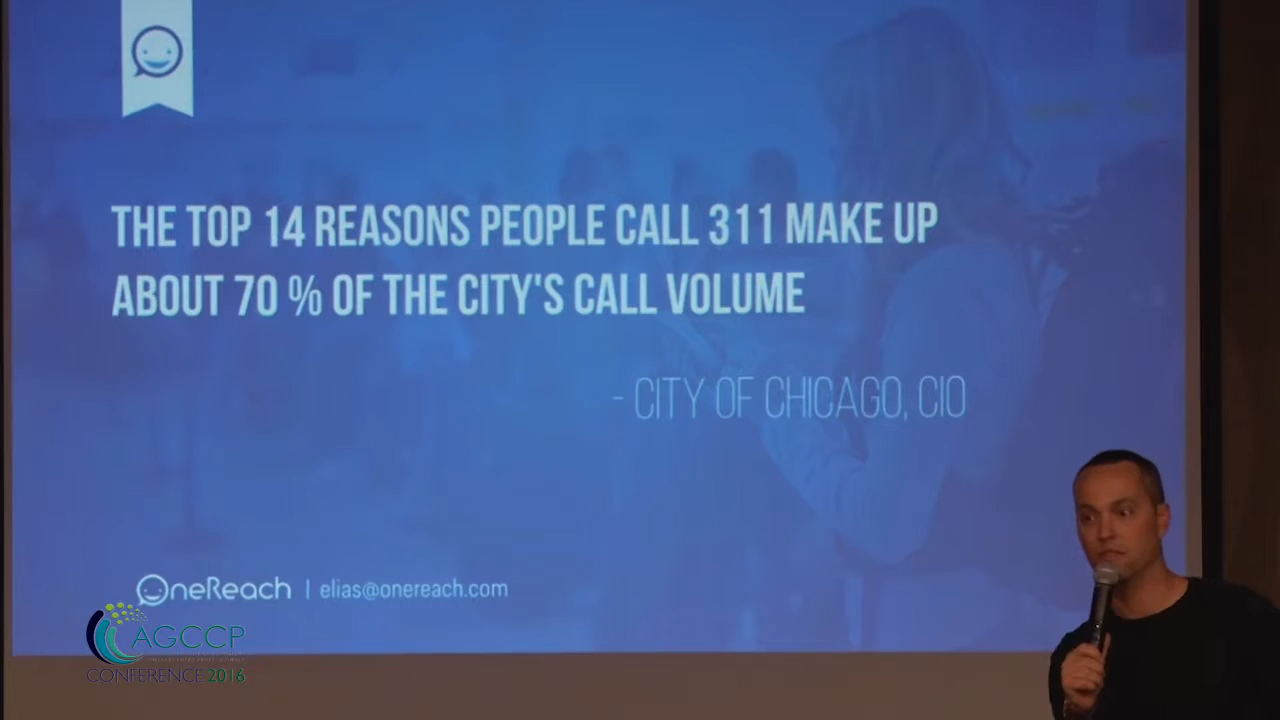 THE TOP 14 REASONS PEOPLE CALL 311 MAKE UP
ABOUT 70 % OF THE CITY'S CALL VOLUME
- CITY OF CHICAGO, CIO
OneReach | elias@onereach.com
AGCCP
CONFERENCE 2016